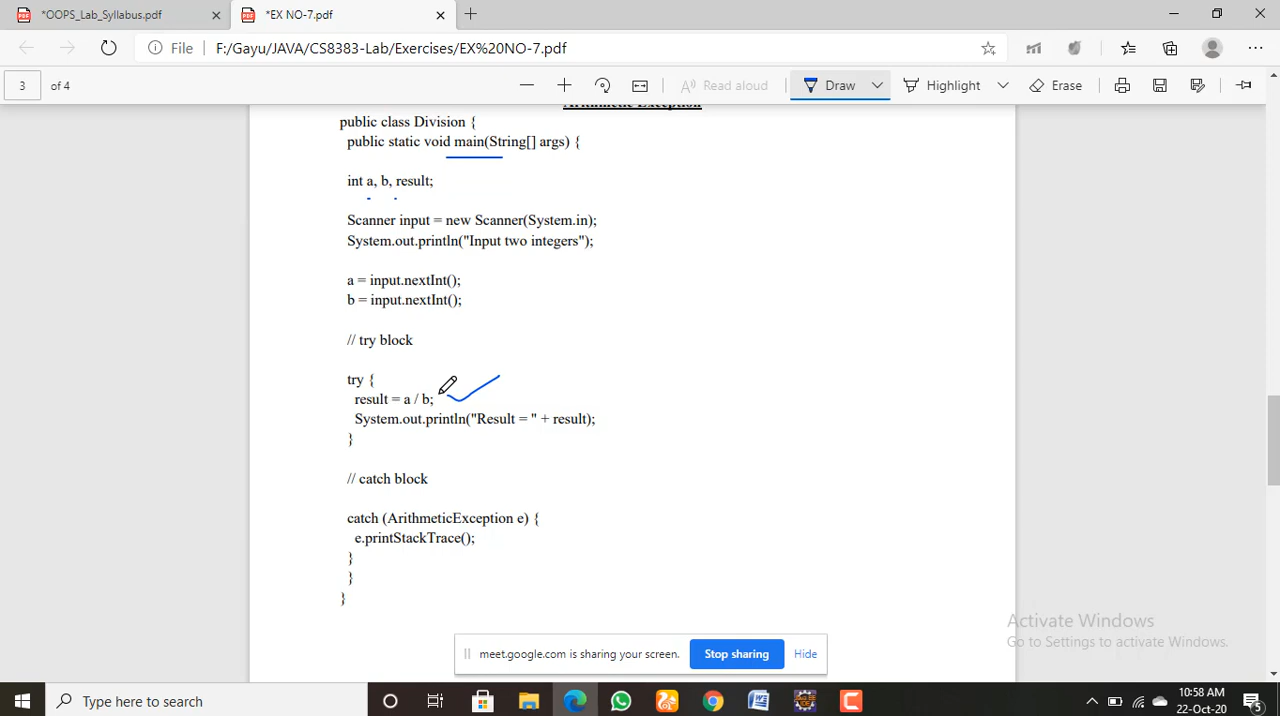 *OOPS_Lab_Syllabus.pdf
*EX NO-7.pdf
File
F:/Gayu/JAVA/CS8383-Lab/Exercises/EX%20NO-7.pdf
3 of 4
Read aloud
Draw
Highlight
Erase
Arithmetic Exception
public class Division {
public static void main(String[] args) {
int a, b, result;
Scanner input = new Scanner(System.in);
System.out.println("Input two integers");
a = input.nextInt();
b = input.nextInt();
// try block
try {
result = a / b;
System.out.println("Result = " + result);
}
// catch block
catch (ArithmeticException e) {
e.printStackTrace();
}
}
}
Activate Windows
Go to Settings to activate Windows.
meet.google.com is sharing your screen.
Stop sharing
Hide
Type here to search
10:58 AM
22-Oct-20
5